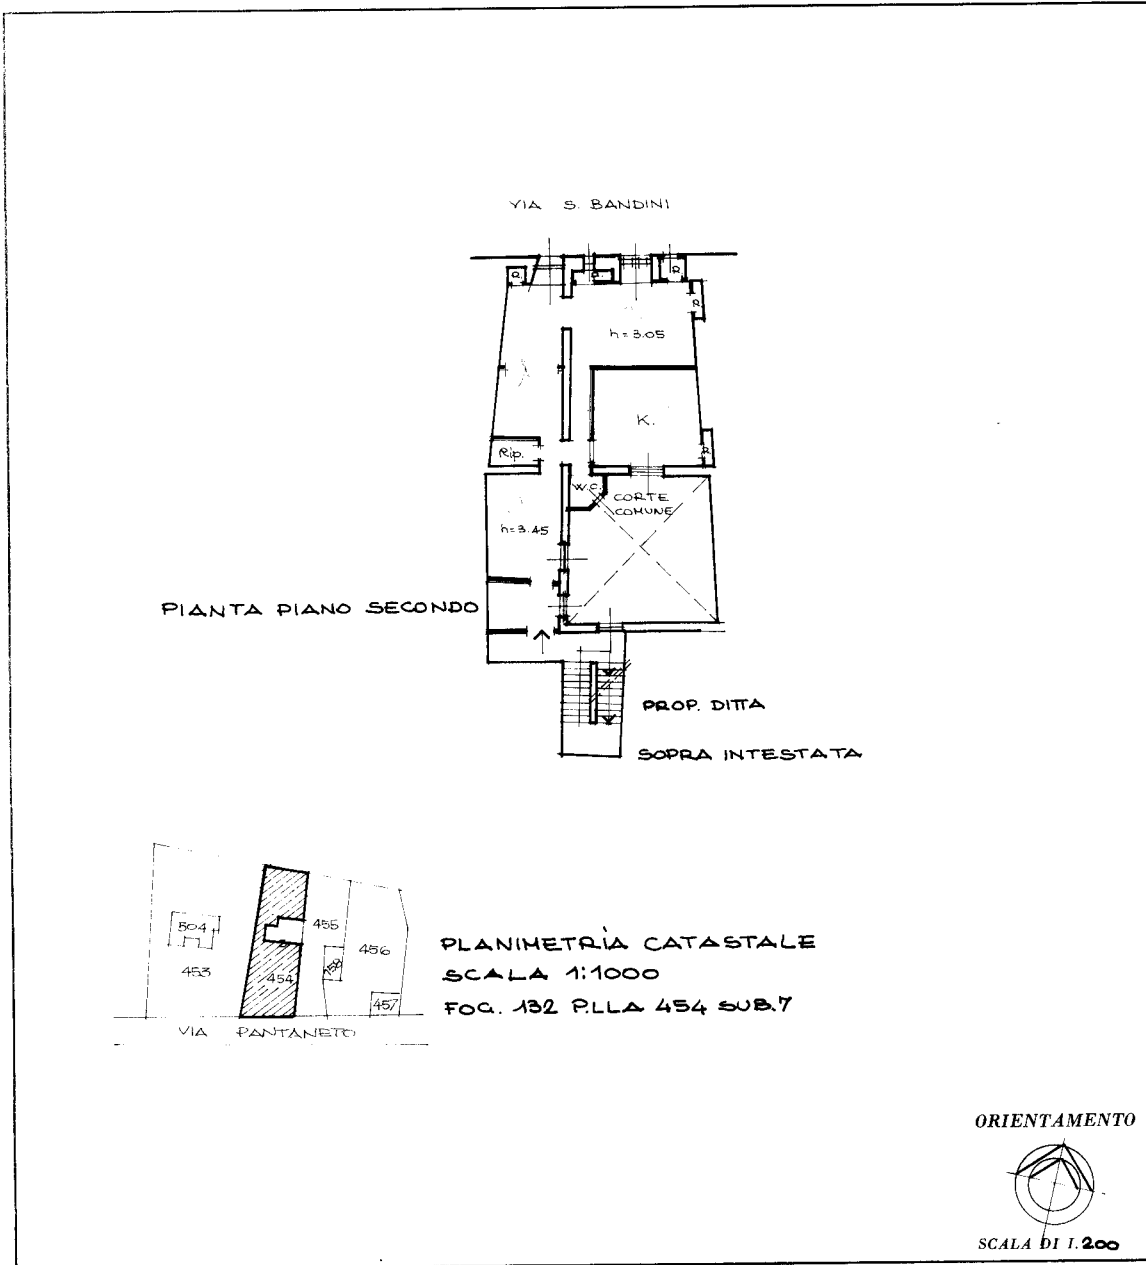 VIA S. BANDINI
R.
R.
R.
R.
h=3.05
K.
R.
Rip.
W.C.
CORTE
COMUNE
h=3.45
PIANTA PIANO SECONDO
PROP. DITTA
SOPRA INTESTATA
504
455
456
453
454
458
457
VIA PANTANETO
PLANIMETRIA CATASTALE
SCALA 1:1000
FOG. 132 P.LLA 454 SUB.7
ORIENTAMENTO
SCALA DI 1.200